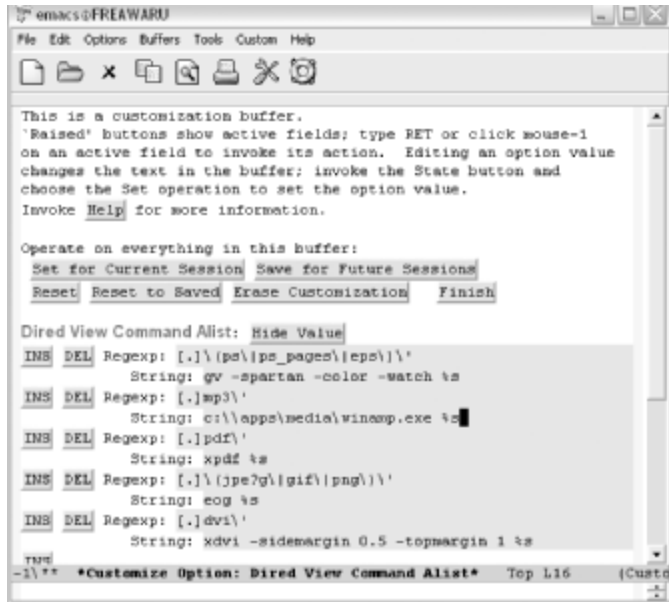 emacs@FREAWARU
File Edit Options Buffers Tools Custom Help
This is a customization buffer.
`Raised' buttons show active fields; type RET or click mouse-1
on an active field to invoke its action. Editing an option value
changes the text in the buffer; invoke the State button and
choose the Set operation to set the option value.
Invoke Help for more information.
Operate on everything in this buffer:
Set for Current Session Save for Future Sessions
Reset Reset to Saved Erase Customization Finish
Dired View Command Alist: Hide Value
INS DEL Regexp: [.]\(ps\|ps_pages\|eps\)\'
String: gv -spartan -color -watch %s
INS DEL Regexp: [.]mp3\'
String: c:\\apps\media\winamp.exe %s
INS DEL Regexp: [.]pdf\'
String: xpdf %s
INS DEL Regexp: [.]\(jpe?g\|gif\|png\)\'
String: eog %s
INS DEL Regexp: [.]dvi\'
String: xdvi -sidemargin 0.5 -topmargin 1 %s
INS
-1\** *Customize Option: Dired View Command Alist* Top L16 (Custo